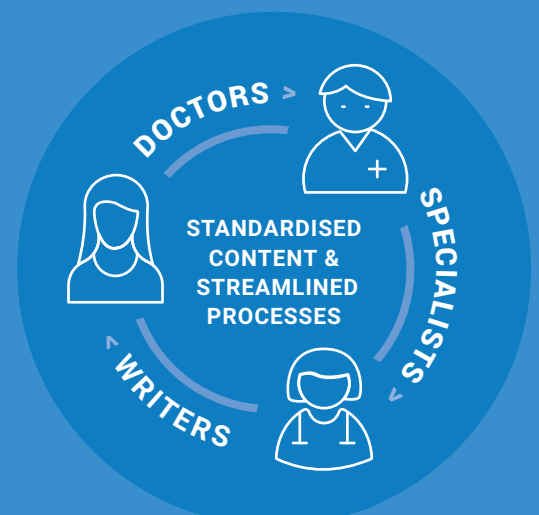 DOCTORS >
SPECIALISTS >
WRITERS >
STANDARDISED
CONTENT &
STREAMLINED
PROCESSES